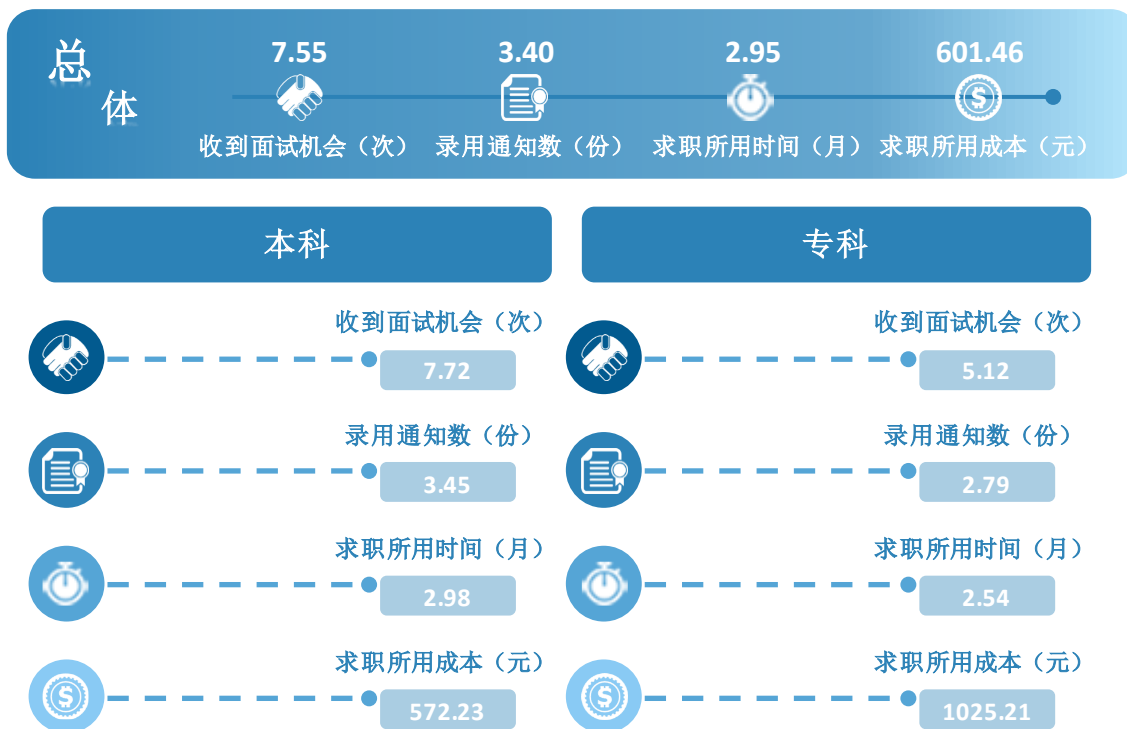 总
体
7.55 3.40 2.95 601.46
收到面试机会（次） 录用通知数（份） 求职所用时间（月） 求职所用成本（元）
本科 专科
收到面试机会（次） 收到面试机会（次）
7.72 5.12
录用通知数（份） 录用通知数（份）
3.45 2.79
求职所用时间（月） 求职所用时间（月）
2.98 2.54
求职所用成本（元） 求职所用成本（元）
572.23 1025.21